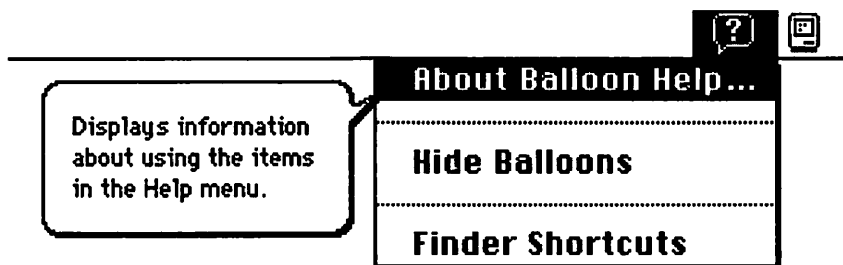 ?
About Balloon Help...
Displays information
about using the items
in the Help menu.
Hide Balloons
Finder Shortcuts